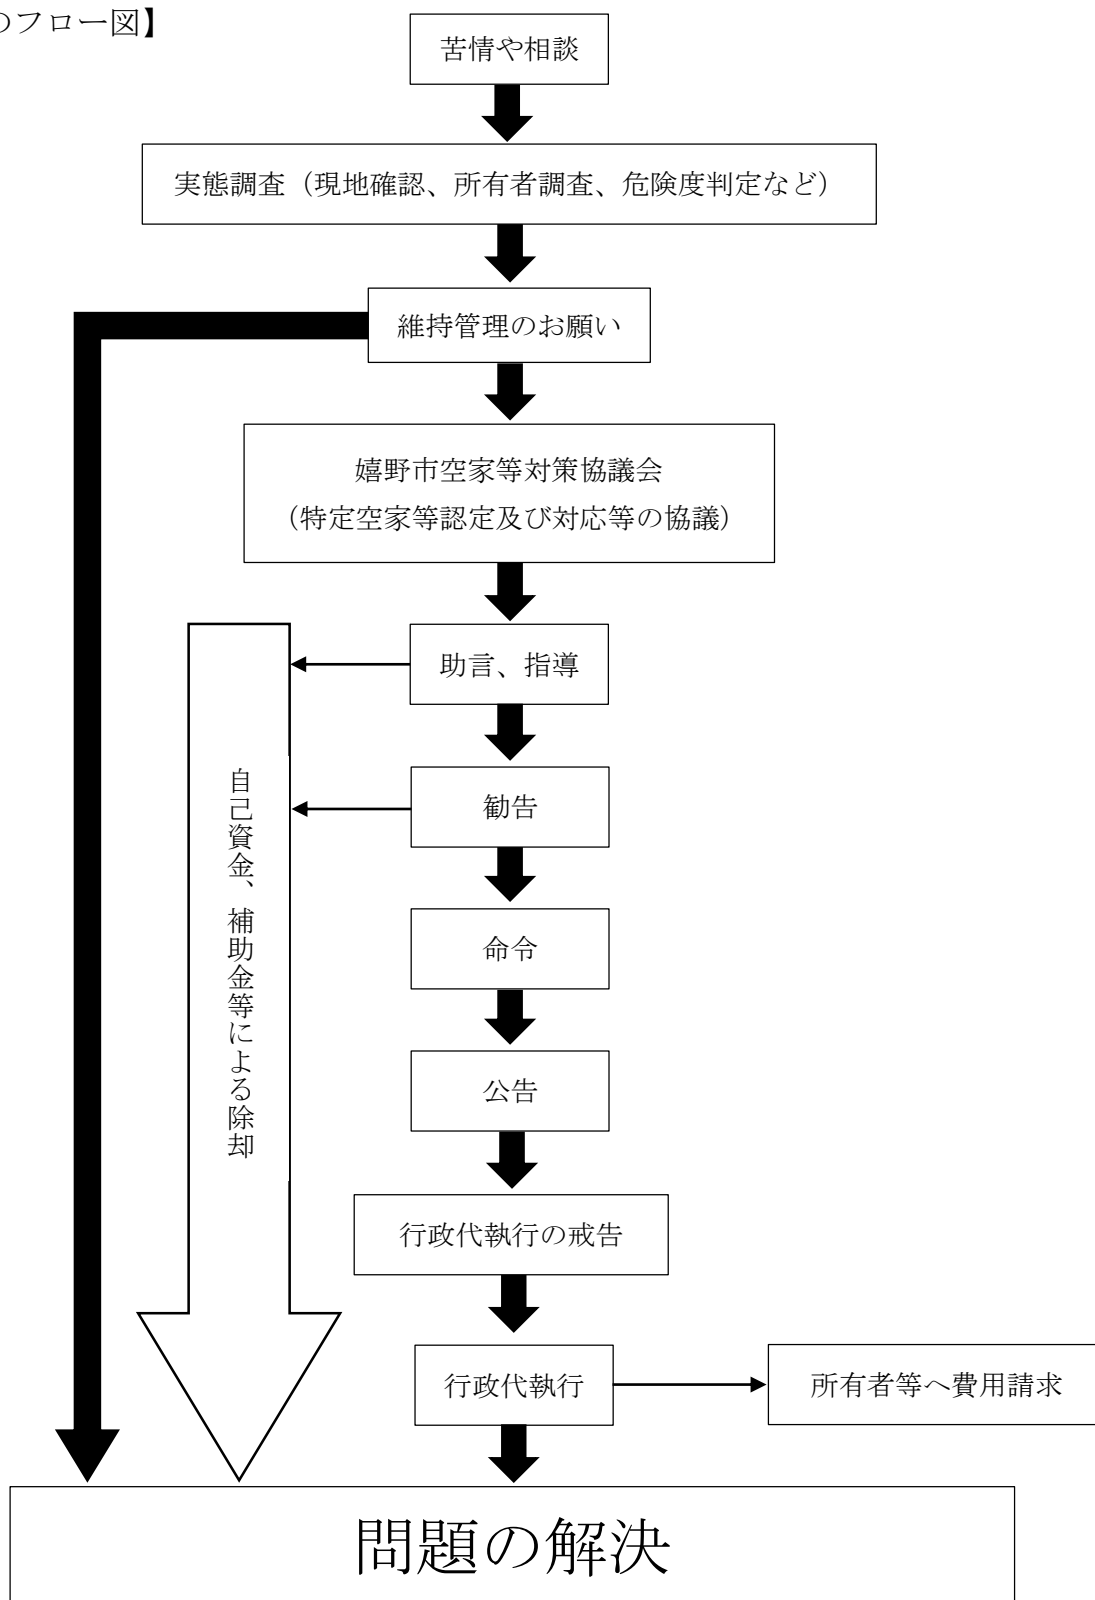 のフロー図】
苦情や相談
実態調査（現地確認、所有者調査、危険度判定など）
維持管理のお願い
嬉野市空家等対策協議会
（特定空家等認定及び対応等の協議）
助言、指導
勧告
自己資金、補助金等による除却
命令
公告
行政代執行の戒告
行政代執行
所有者等へ費用請求
問題の解決